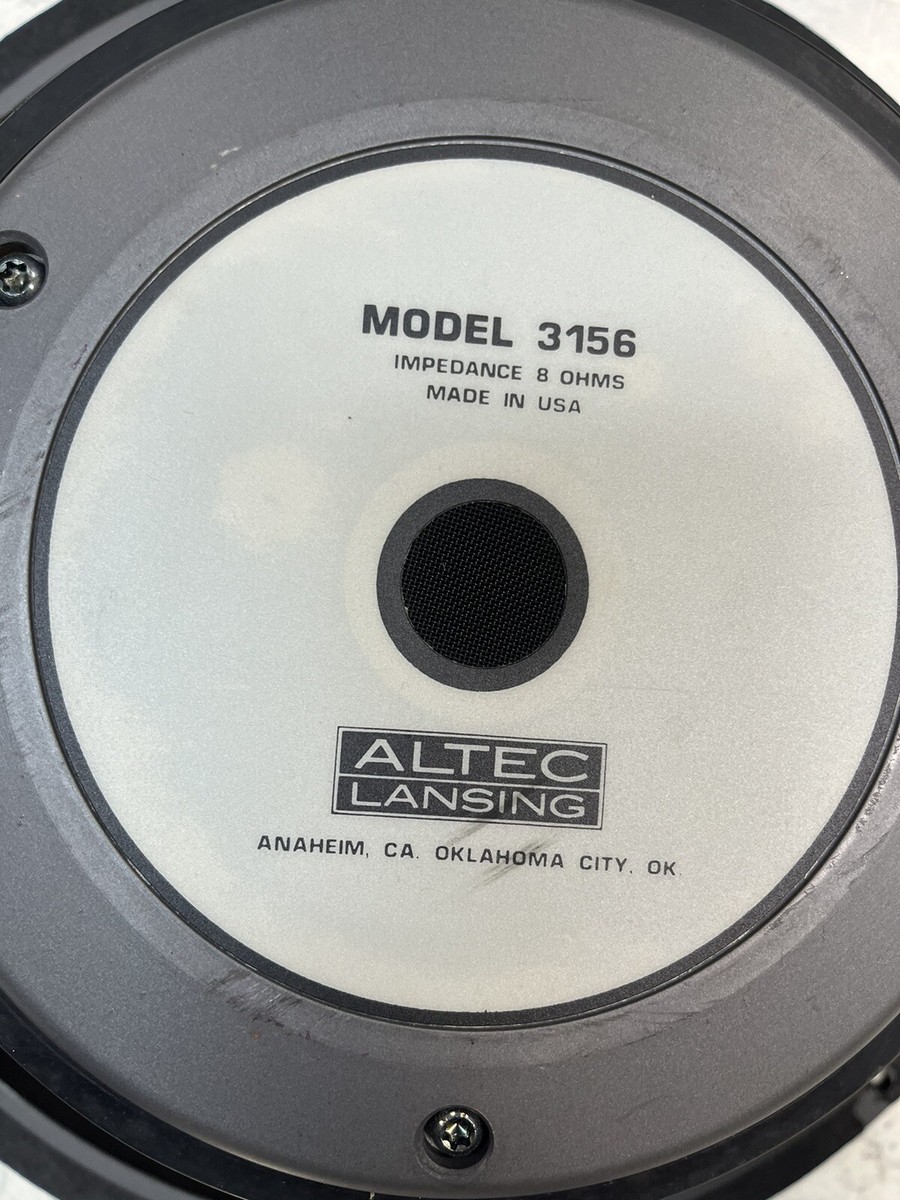 MODEL 3156
IMPEDANCE 8 OHMS
MADE IN USA
ALTEC
LANSING
ANAHEIM, CA. OKLAHOMA CITY, OK.